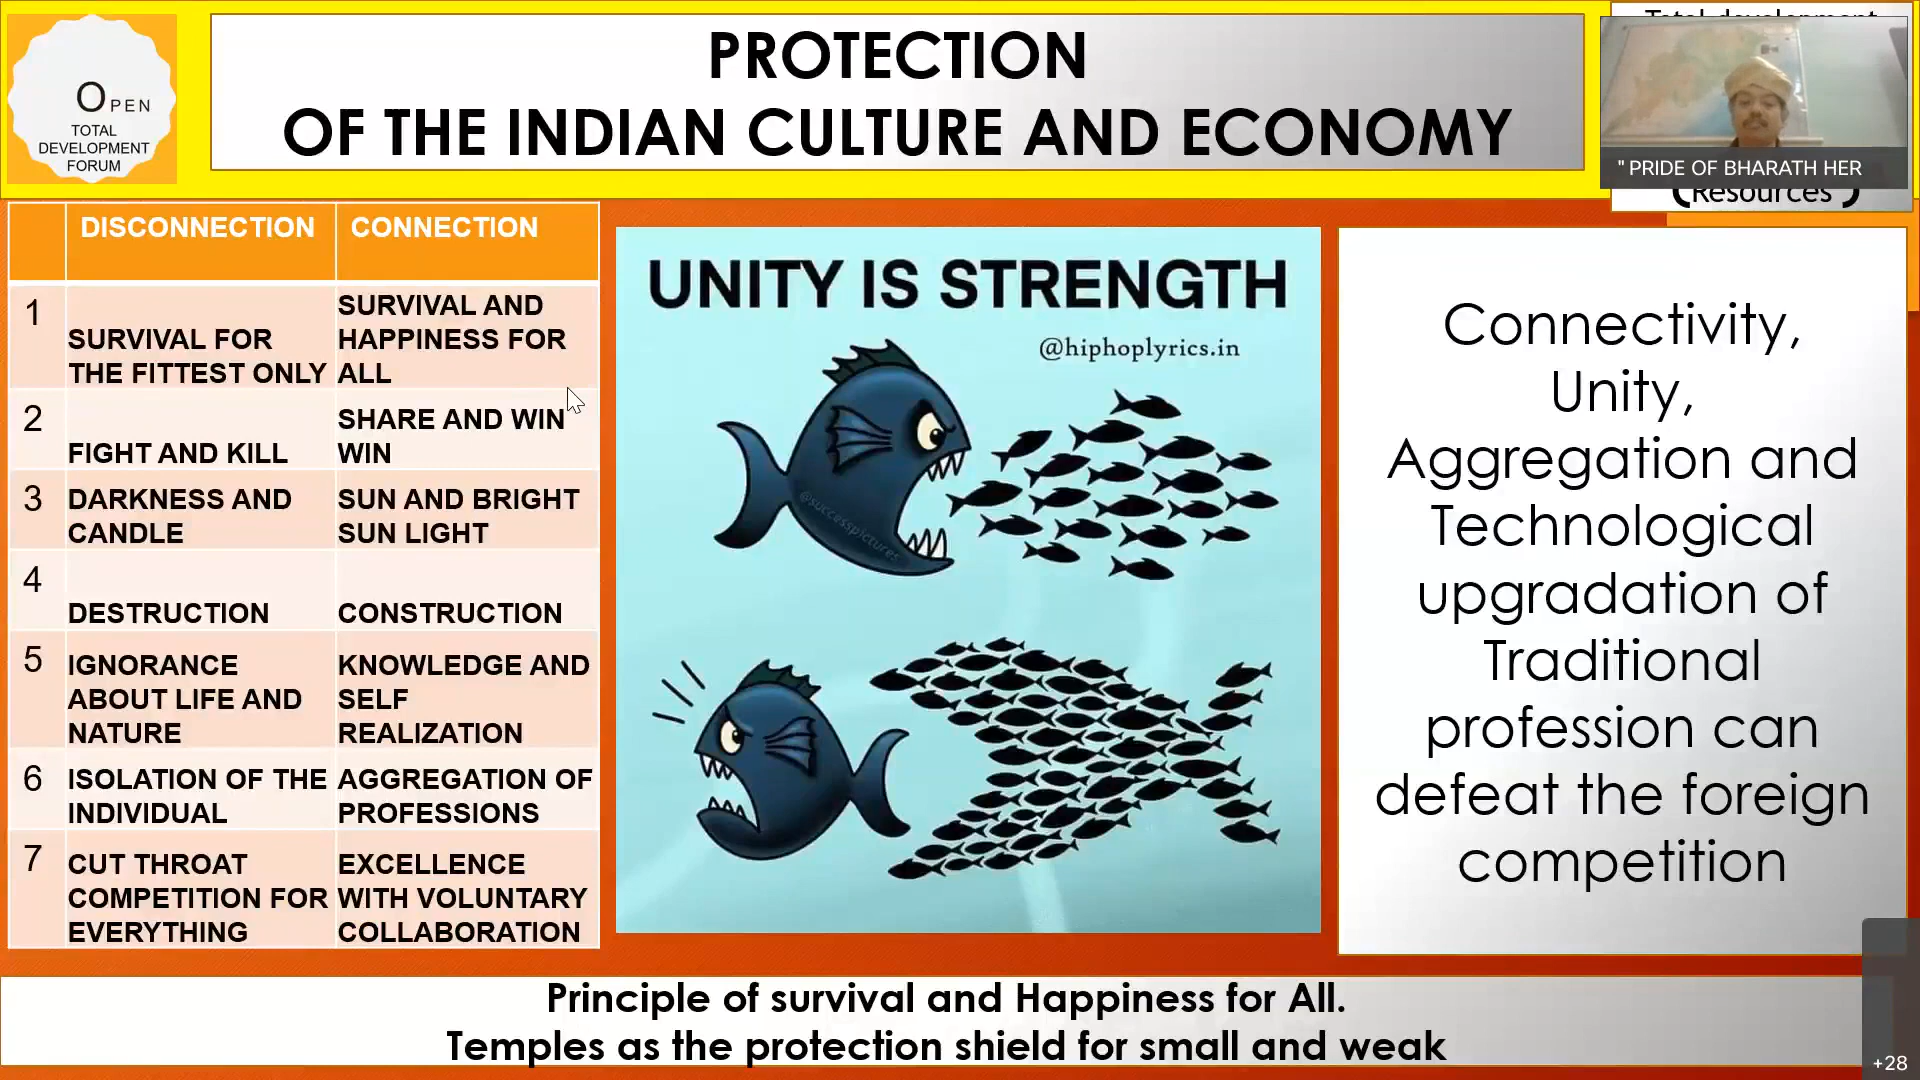 PROTECTION
OF THE INDIAN CULTURE AND ECONOMY
OPEN
TOTAL
DEVELOPMENT
FORUM
" PRIDE OF BHARATH HER
(Resources)
DISCONNECTION CONNECTION
1 SURVIVAL FOR THE FITTEST ONLY SURVIVAL AND HAPPINESS FOR ALL
2 FIGHT AND KILL SHARE AND WIN WIN
3 DARKNESS AND CANDLE SUN AND BRIGHT SUN LIGHT
4 DESTRUCTION CONSTRUCTION
5 IGNORANCE ABOUT LIFE AND NATURE KNOWLEDGE AND SELF REALIZATION
6 ISOLATION OF THE INDIVIDUAL AGGREGATION OF PROFESSIONS
7 CUT THROAT COMPETITION FOR EVERYTHING EXCELLENCE WITH VOLUNTARY COLLABORATION
UNITY IS STRENGTH
@hiphoplyrics.in
@successpictures
Connectivity,
Unity,
Aggregation and
Technological
upgradation of
Traditional
profession can
defeat the foreign
competition
Principle of survival and Happiness for All.
Temples as the protection shield for small and weak
+28